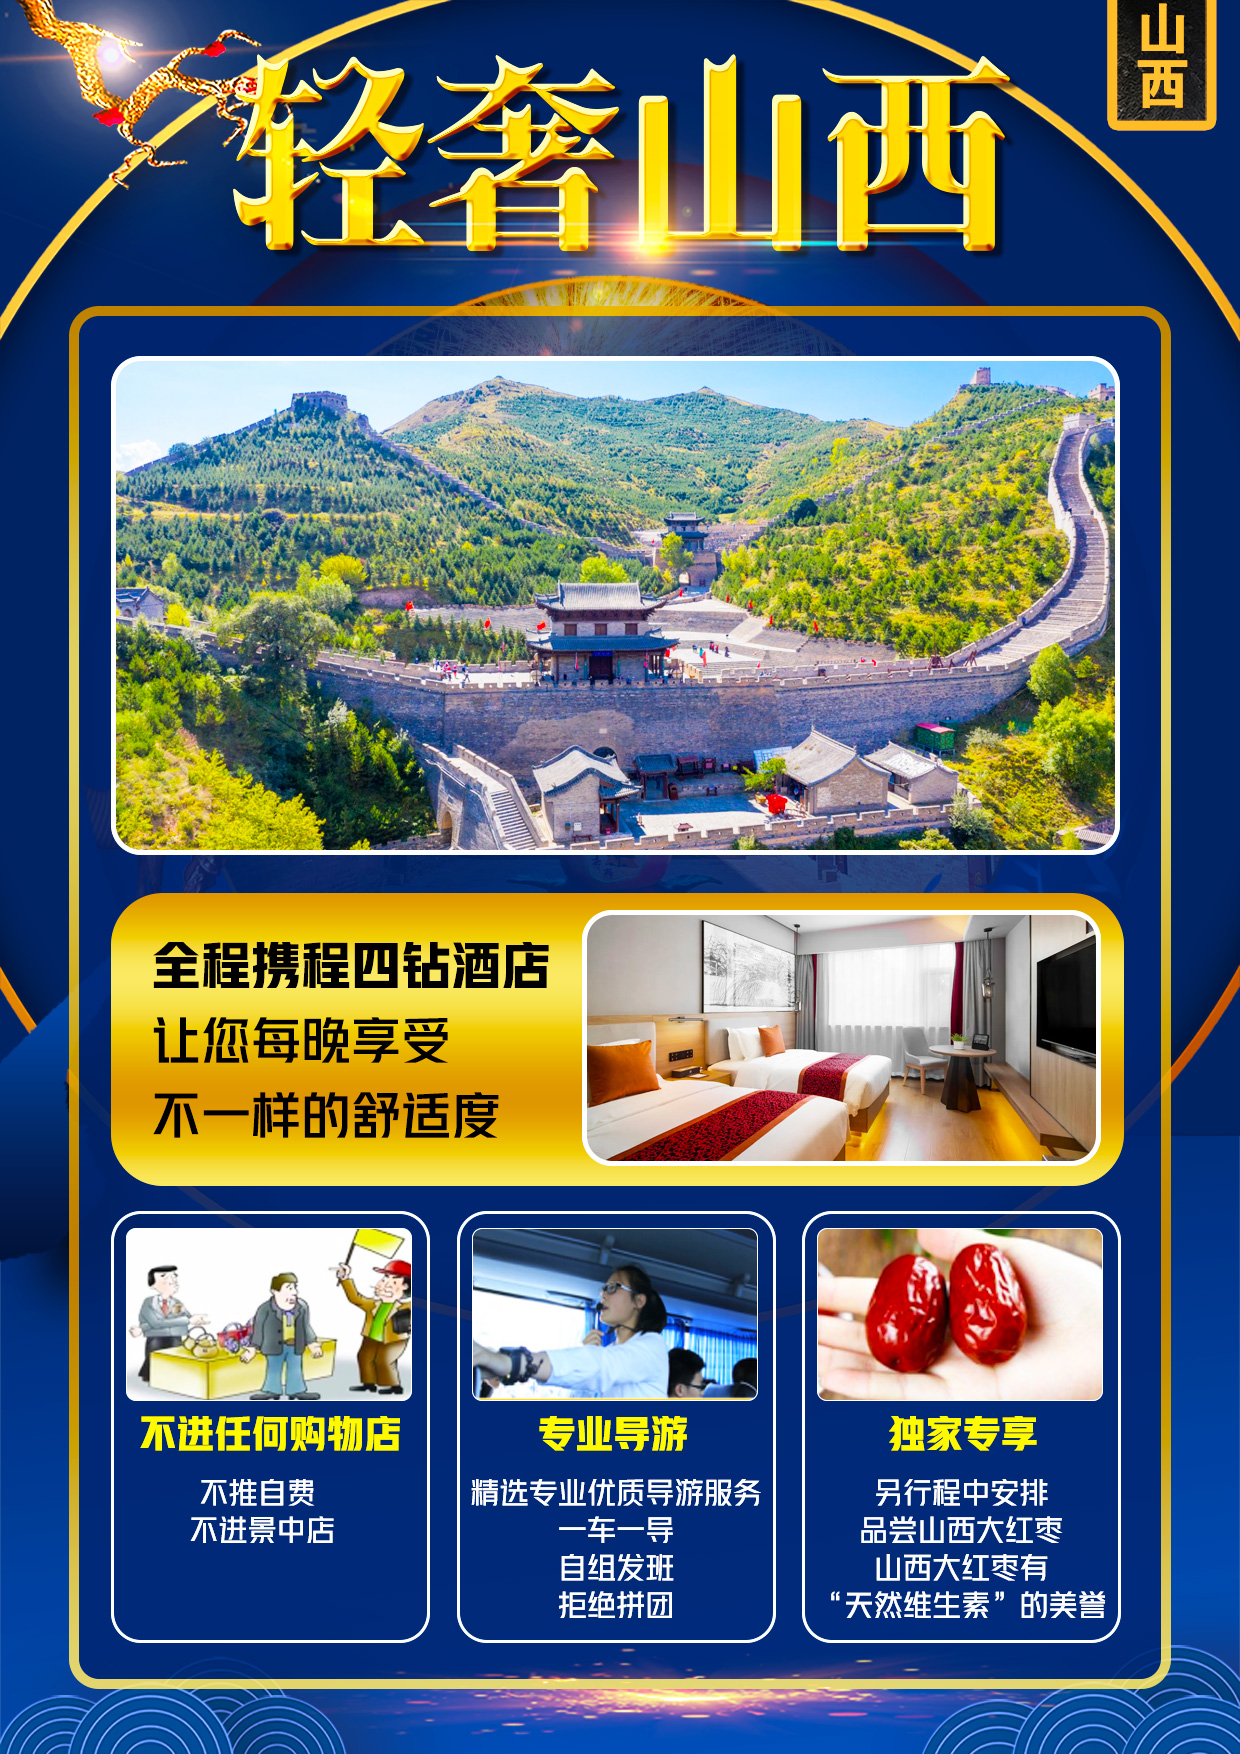 山西
轻奢山西
全程携程四钻酒店
让您每晚享受
不一样的舒适度
不进任何购物店
不推自费
不进景中店
专业导游
精选专业优质导游服务
一车一导
自组发班
拒绝拼团
独家专享
另行程中安排
品尝山西大红枣
山西大红枣有
“天然维生素”的美誉